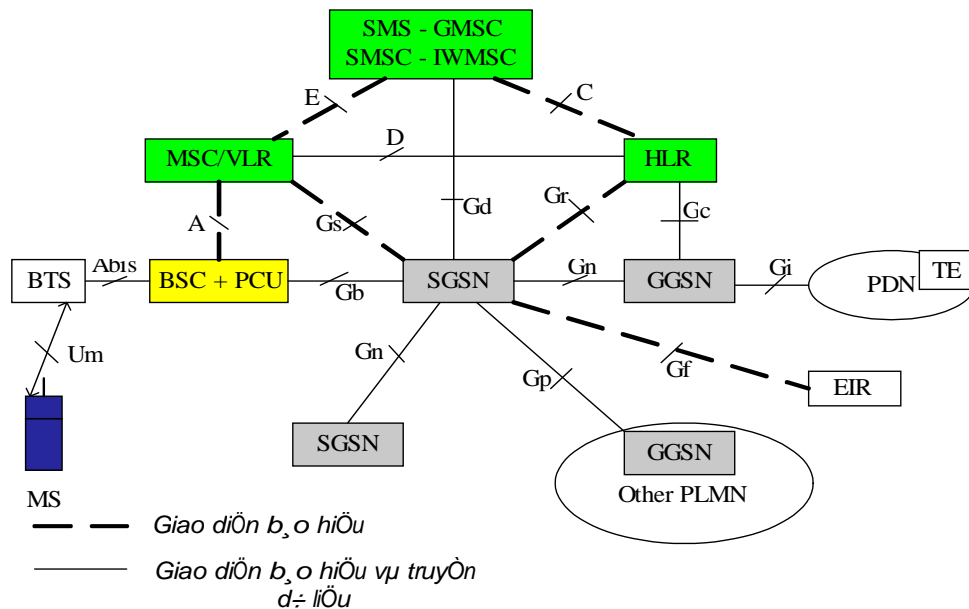 SMS - GMSC
SMSC - IWMSC
E
C
D
MSC/VLR
HLR
A
Gs
Gd
Gr
Gc
Abis
BTS
BSC + PCU
Gb
SGSN
Gn
GGSN
Gi
PDN
TE
Um
Gn
Gp
Gf
EIR
SGSN
GGSN
Other PLMN
MS
Giao diÖn b¸o hiÖu
Giao diÖn b¸o hiÖu vµ truyÒn
d÷ liÖu